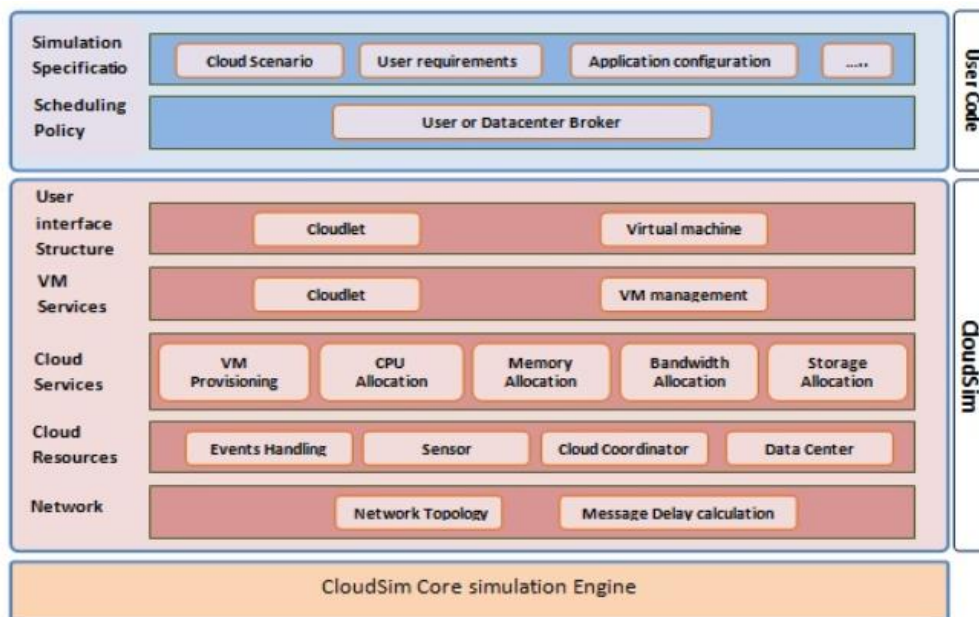 Simulation
Specificatio
Cloud Scenario
User requirements
Application configuration
.....
Scheduling
Policy
User or Datacenter Broker
User Code
User
interface
Structure
Cloudlet
Virtual machine
VM
Services
Cloudlet
VM management
Cloud
Services
VM
Provisioning
CPU
Allocation
Memory
Allocation
Bandwidth
Allocation
Storage
Allocation
Cloud
Resources
Events Handling
Sensor
Cloud Coordinator
Data Center
Network
Network Topology
Message Delay calculation
CloudSim
CloudSim Core simulation Engine